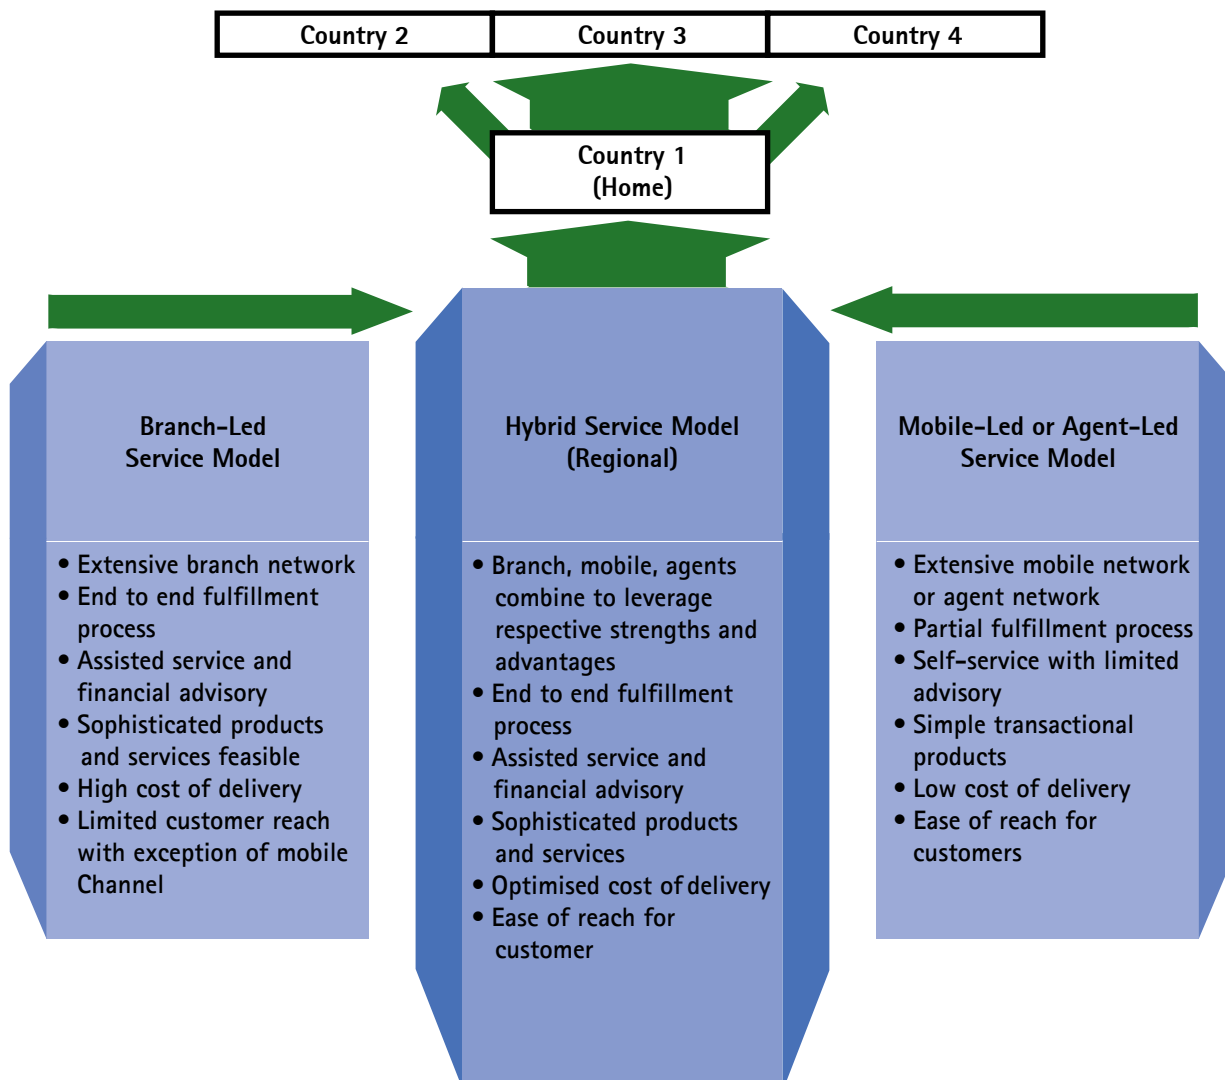 Country 2
Country 3
Country 4
Country 1
(Home)
Branch-Led
Service Model
• Extensive branch network
• End to end fulfillment
process
• Assisted service and
financial advisory
• Sophisticated products
and services feasible
• High cost of delivery
• Limited customer reach
with exception of mobile
Channel
Hybrid Service Model
(Regional)
• Branch, mobile, agents
combine to leverage
respective strengths and
advantages
• End to end fulfillment
process
• Assisted service and
financial advisory
• Sophisticated products
and services
• Optimised cost of delivery
• Ease of reach for
customer
Mobile-Led or Agent-Led
Service Model
• Extensive mobile network
or agent network
• Partial fulfillment process
• Self-service with limited
advisory
• Simple transactional
products
• Low cost of delivery
• Ease of reach for
customers